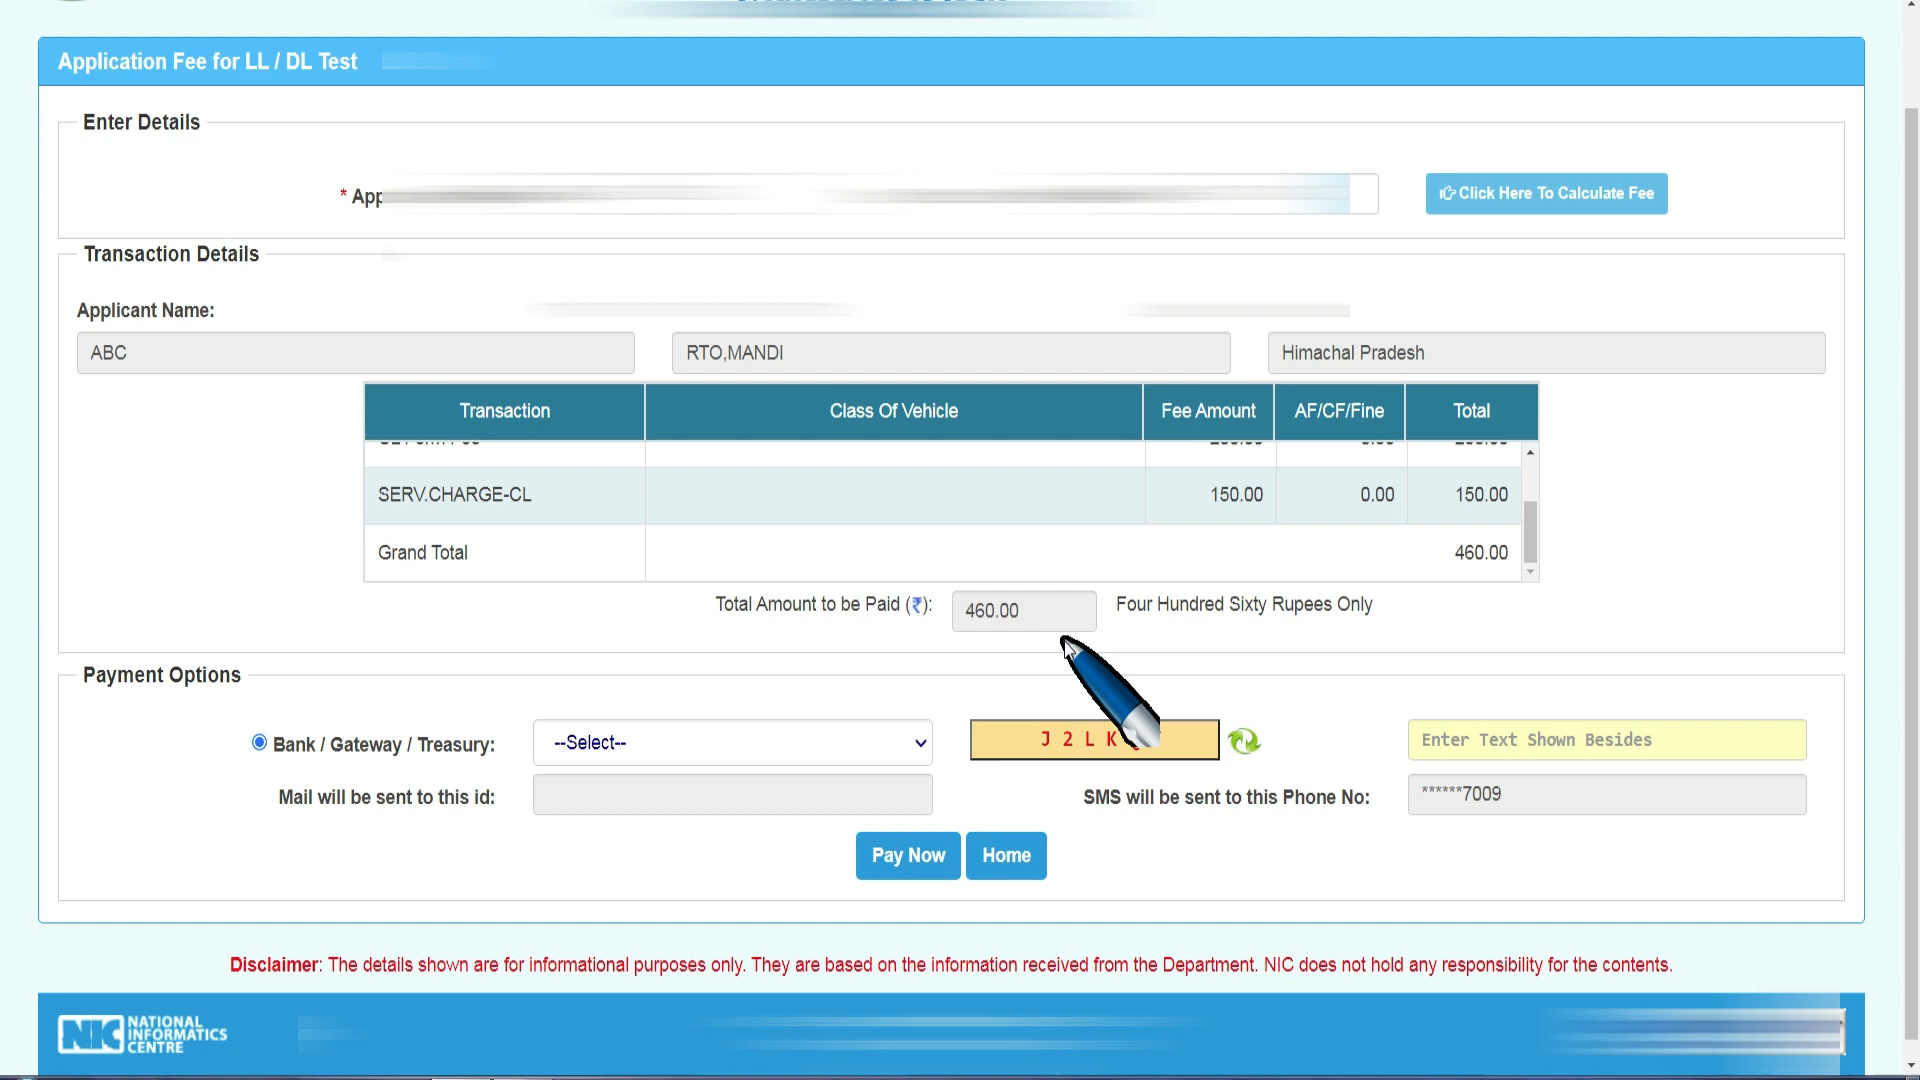 Application Fee for LL / DL Test
Enter Details
* App
Click Here To Calculate Fee
Transaction Details
Applicant Name:
ABC
RTO,MANDI
Himachal Pradesh
Transaction Class Of Vehicle Fee Amount AF/CF/Fine Total
SERV.CHARGE-CL 150.00 0.00 150.00
Grand Total 460.00
Total Amount to be Paid (₹): 460.00 Four Hundred Sixty Rupees Only
Payment Options
Bank / Gateway / Treasury: --Select-- J 2 L K Enter Text Shown Besides
Mail will be sent to this id: SMS will be sent to this Phone No: ******7009
Pay Now Home
Disclaimer: The details shown are for informational purposes only. They are based on the information received from the Department. NIC does not hold any responsibility for the contents.
NIC NATIONAL
INFORMATICS
CENTRE